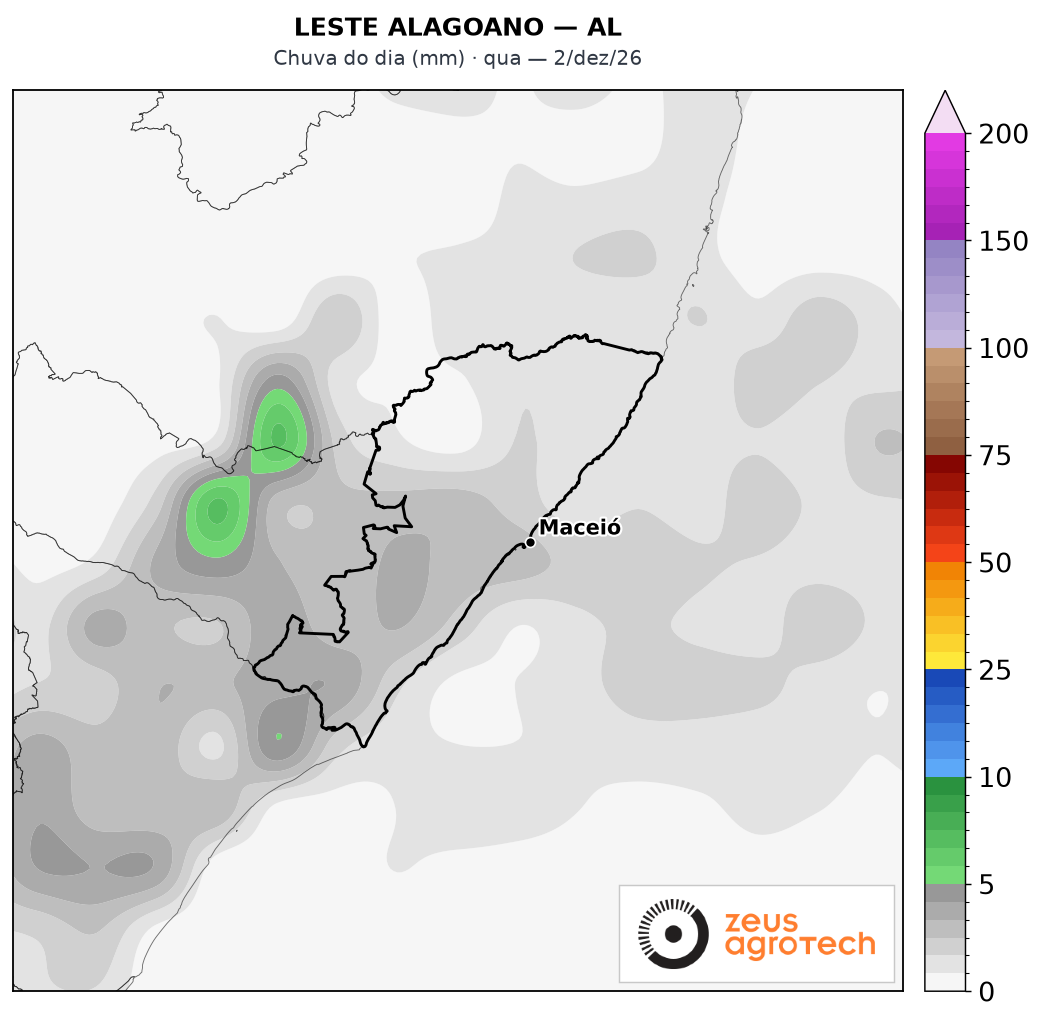 LESTE ALAGOANO — AL
Chuva do dia (mm) · qua — 2/dez/26
200
150
100
75
50
25
10
5
0
Maceió
zeus
agrotech